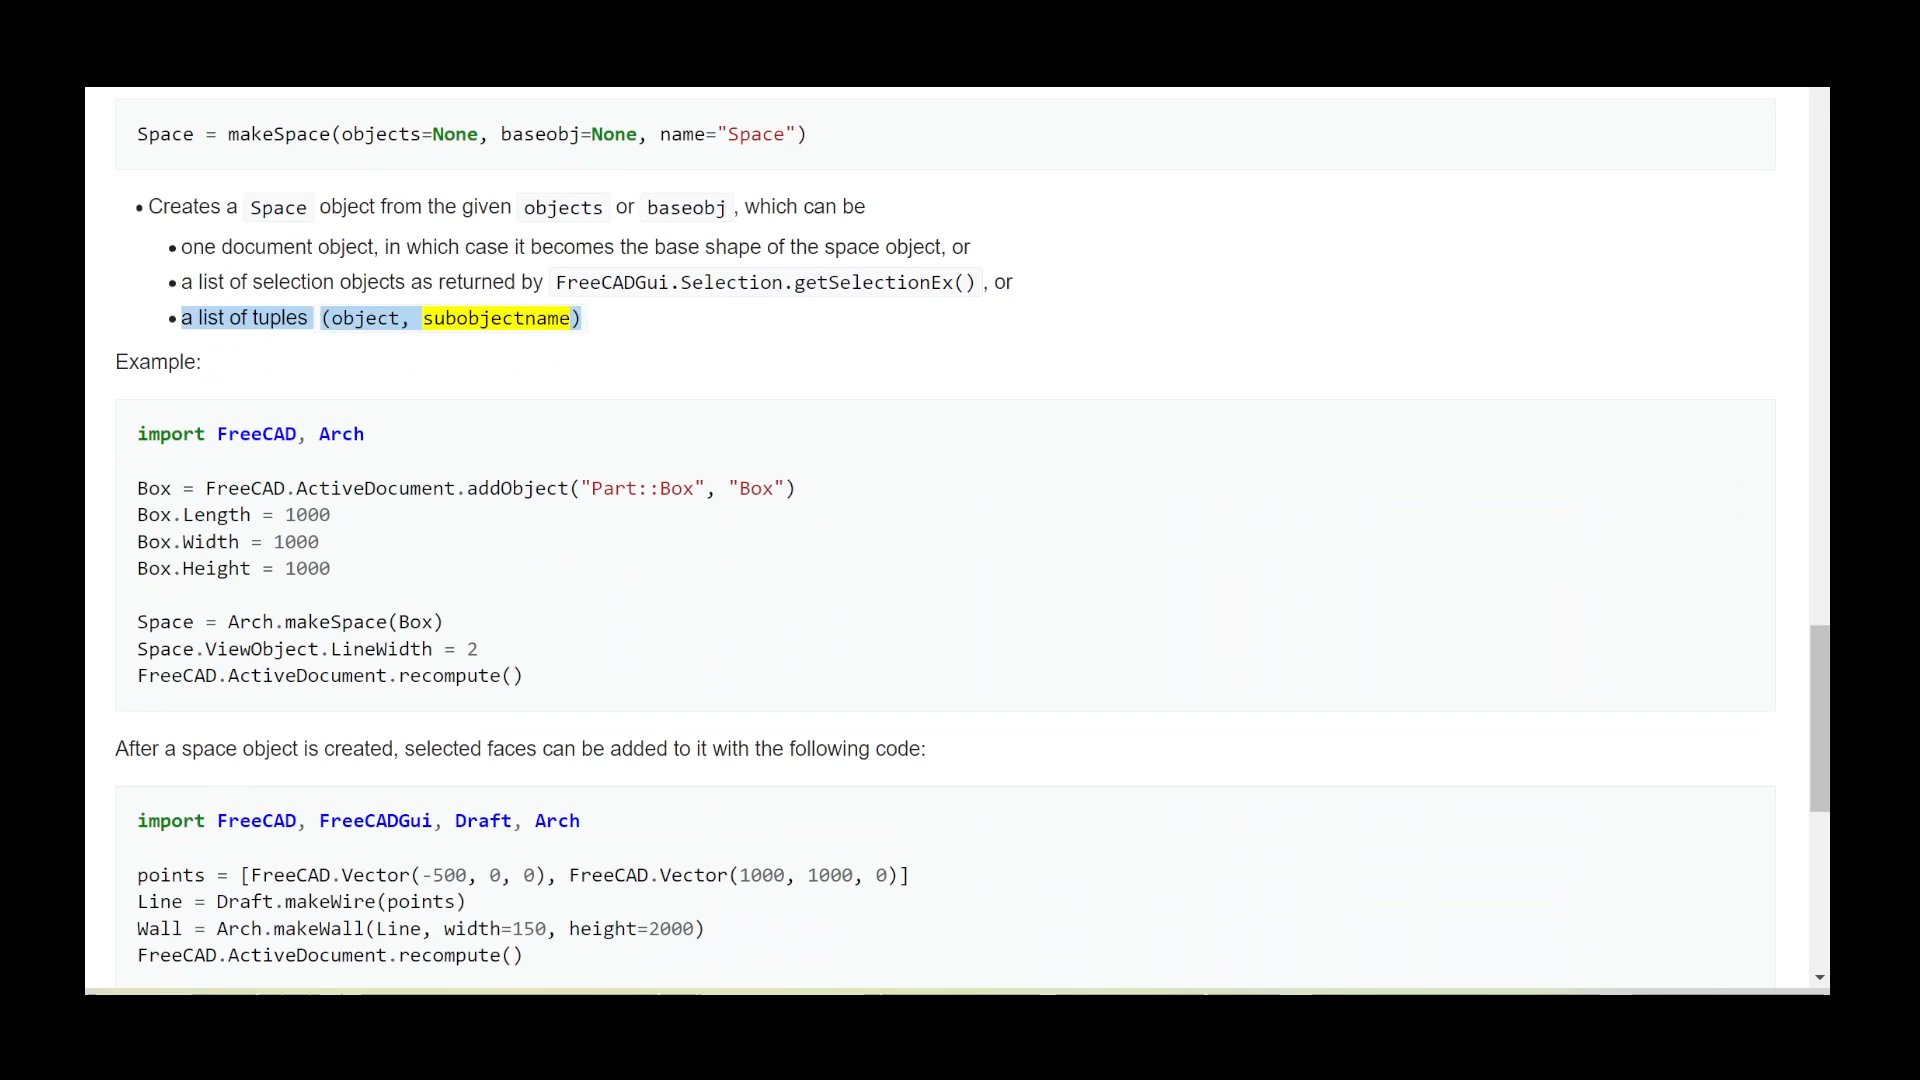 Space = makeSpace(objects=None, baseobj=None, name="Space")
• Creates a Space object from the given objects or baseobj, which can be
• one document object, in which case it becomes the base shape of the space object, or
• a list of selection objects as returned by FreeCADGui.Selection.getSelectionEx(), or
• a list of tuples (object, subobjectname)
Example:
import FreeCAD, Arch
Box = FreeCAD.ActiveDocument.addObject("Part::Box", "Box")
Box.Length = 1000
Box.Width = 1000
Box.Height = 1000
Space = Arch.makeSpace(Box)
Space.ViewObject.LineWidth = 2
FreeCAD.ActiveDocument.recompute()
After a space object is created, selected faces can be added to it with the following code:
import FreeCAD, FreeCADGui, Draft, Arch
points = [FreeCAD.Vector(-500, 0, 0), FreeCAD.Vector(1000, 1000, 0)]
Line = Draft.makeWire(points)
Wall = Arch.makeWall(Line, width=150, height=2000)
FreeCAD.ActiveDocument.recompute()